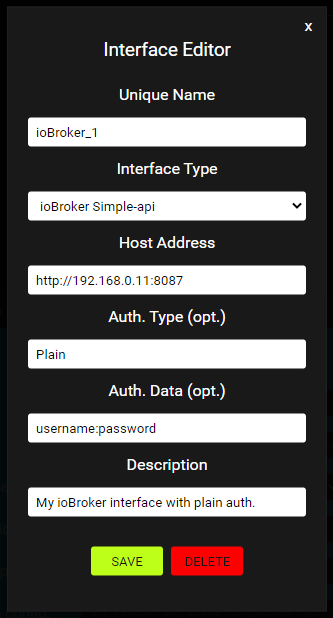 x
Interface Editor
Unique Name
ioBroker_1
Interface Type
ioBroker Simple-api
Host Address
http://192.168.0.11:8087
Auth. Type (opt.)
Plain
Auth. Data (opt.)
username:password
Description
My ioBroker interface with plain auth.
SAVE DELETE